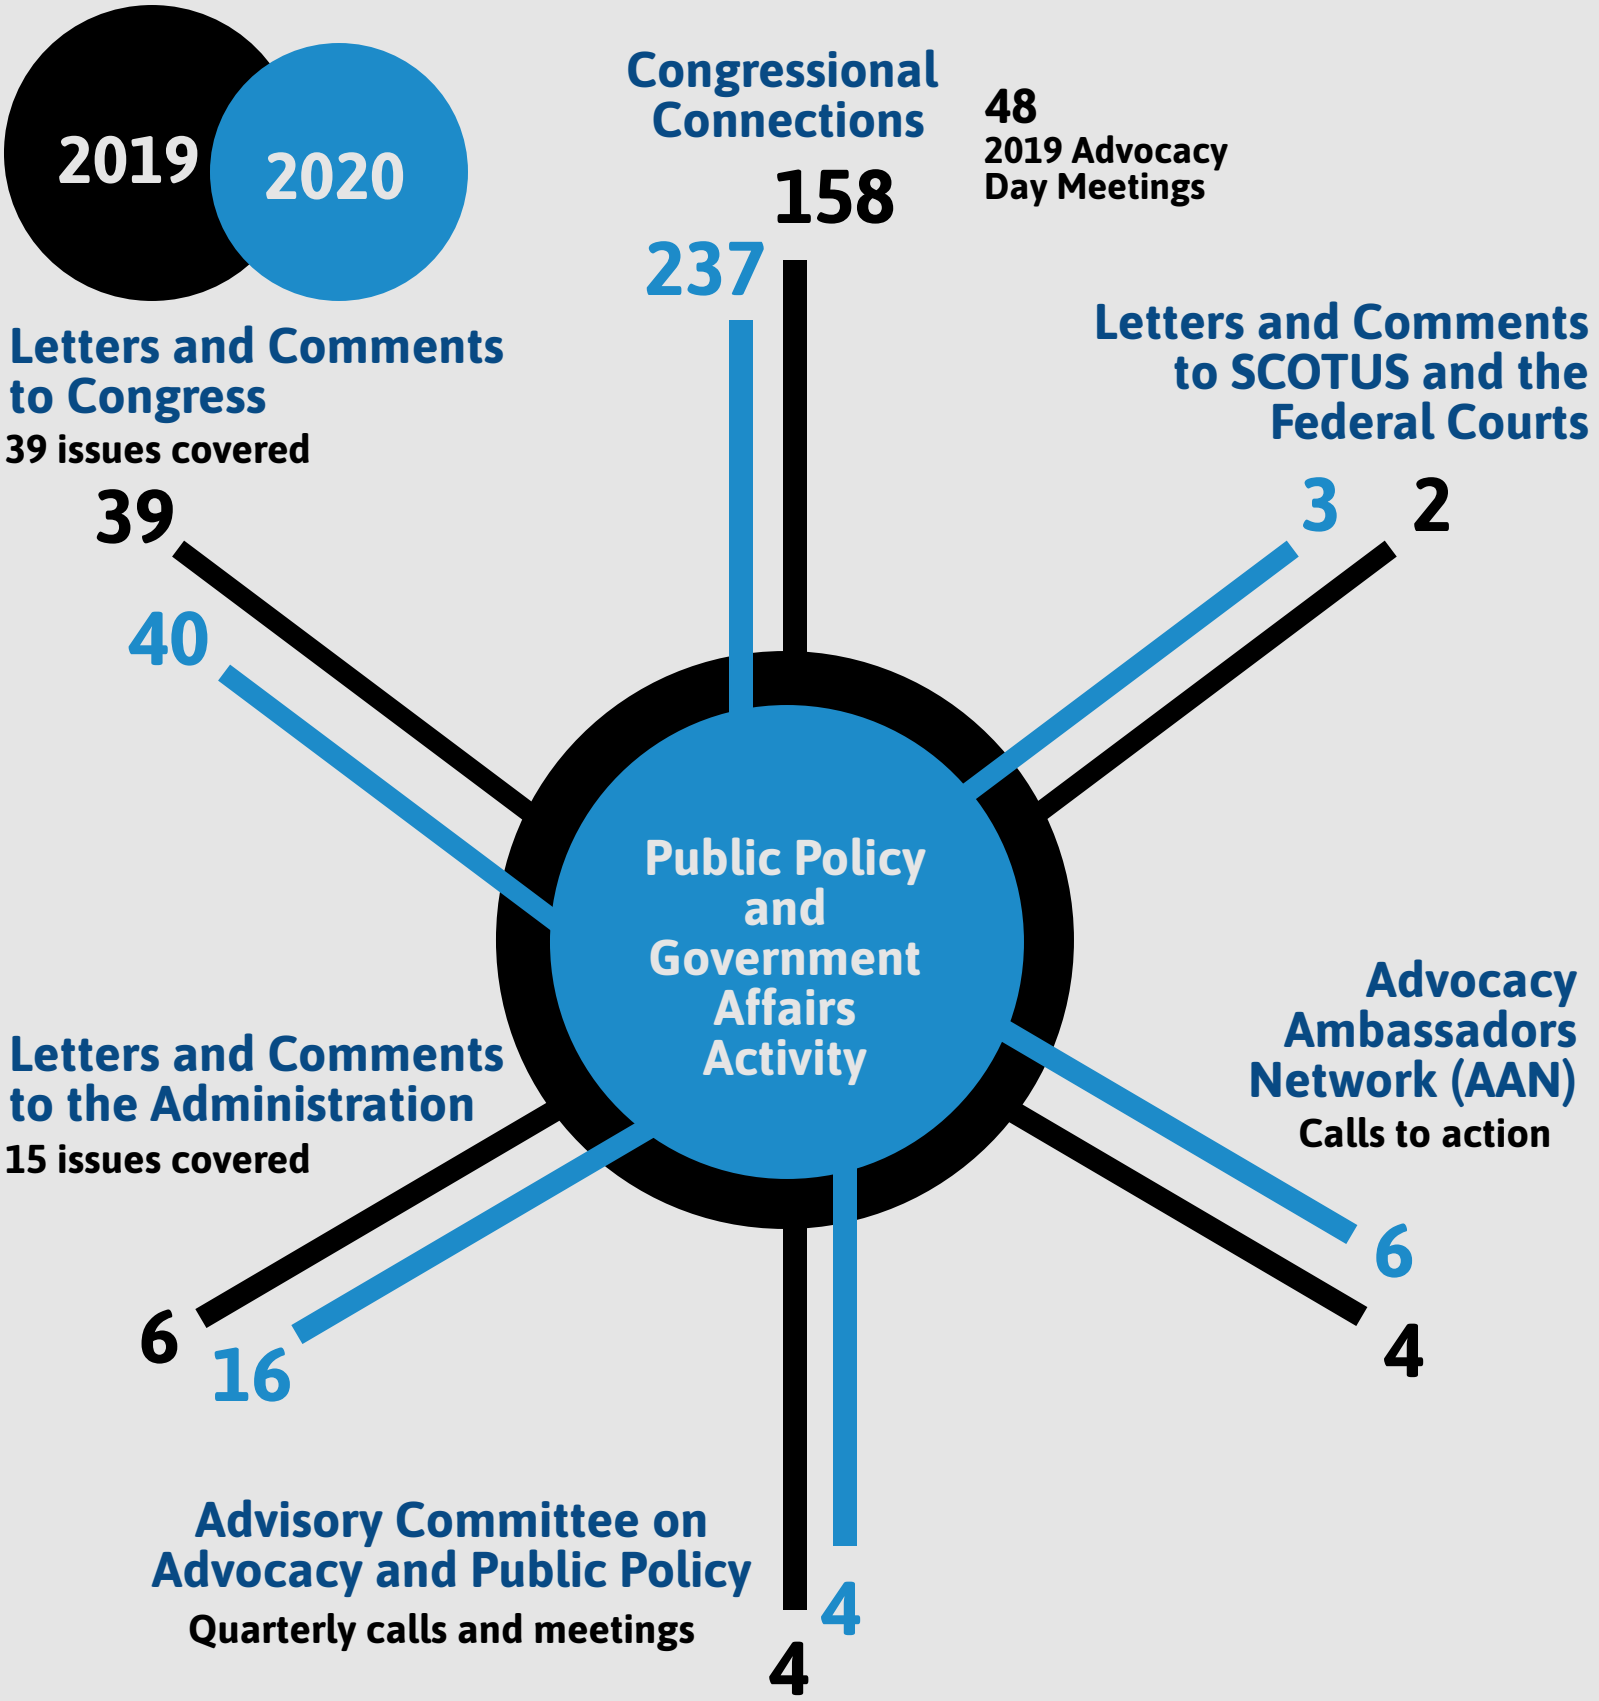 2019
2020
Congressional
Connections
158
237
48
2019 Advocacy
Day Meetings
Letters and Comments
to Congress
39 issues covered
39
40
Letters and Comments
to SCOTUS and the
Federal Courts
3
2
Public Policy
and
Government
Affairs
Activity
Advocacy
Ambassadors
Network (AAN)
Calls to action
6
4
Letters and Comments
to the Administration
15 issues covered
6
16
Advisory Committee on
Advocacy and Public Policy
Quarterly calls and meetings
4
4